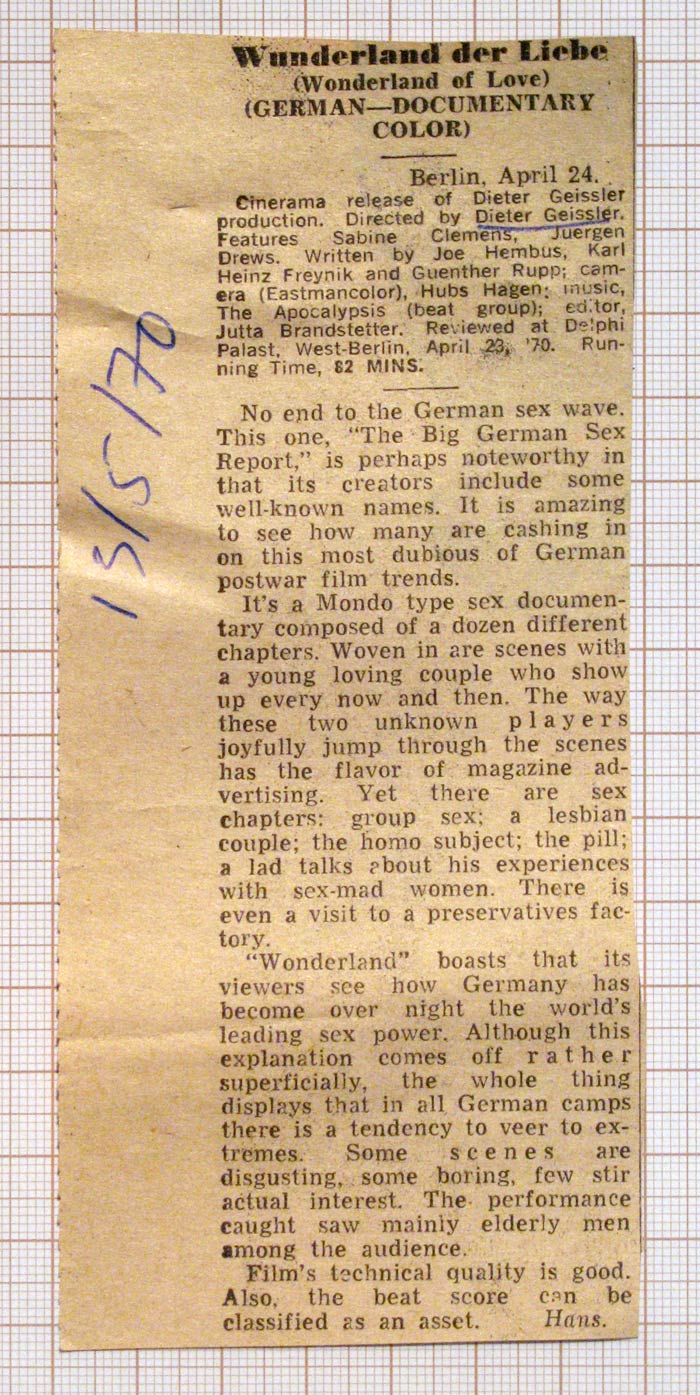 Wunderland der Liebe
(Wonderland of Love)
(GERMAN—DOCUMENTARY
COLOR)
Berlin, April 24.
Cinerama release of Dieter Geissler
production. Directed by Dieter Geissler.
Features Sabine Clemens, Juergen
Drews. Written by Joe Hembus, Karl
Heinz Freynik and Guenther Rupp; cam-
era (Eastmancolor), Hubs Hagen; music,
The Apocalypsis (beat group); editor,
Jutta Brandstetter. Reviewed at Delphi
Palast, West-Berlin, April 23, '70. Run-
ning Time, 82 MINS.
No end to the German sex wave.
This one, "The Big German Sex
Report," is perhaps noteworthy in
that its creators include some
well-known names. It is amazing
to see how many are cashing in
on this most dubious of German
postwar film trends.
It's a Mondo type sex documen-
tary composed of a dozen different
chapters. Woven in are scenes with
a young loving couple who show
up every now and then. The way
these two unknown players
joyfully jump through the scenes
has the flavor of magazine ad-
vertising. Yet there are sex
chapters: group sex; a lesbian
couple; the homo subject; the pill;
a lad talks about his experiences
with sex-mad women. There is
even a visit to a preservatives fac-
tory.
"Wonderland" boasts that its
viewers see how Germany has
become over night the world's
leading sex power. Although this
explanation comes off rather
superficially, the whole thing
displays that in all German camps
there is a tendency to veer to ex-
tremes. Some scenes are
disgusting, some boring, few stir
actual interest. The performance
caught saw mainly elderly men
among the audience.
Film's technical quality is good.
Also, the beat score can be
classified as an asset. Hans.
13/5/70